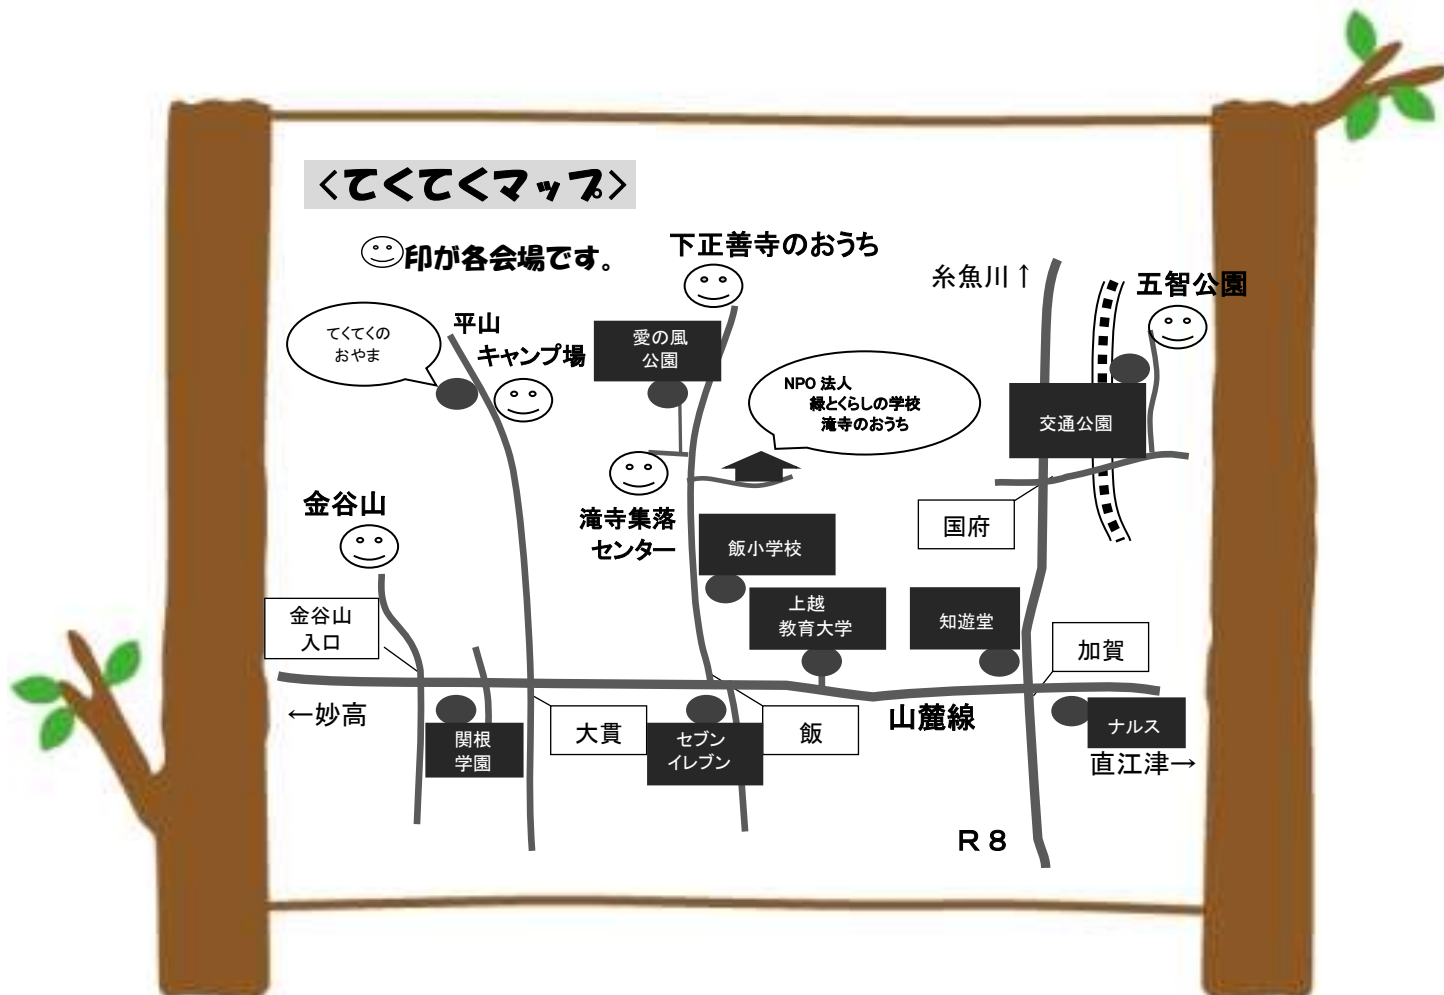 <てくてくマップ>
印が各会場です。
下正善寺のおうち
糸魚川↑
五智公園
てくてくの
おやま
平山
キャンプ場
愛の風
公園
NPO 法人
緑とくらしの学校
滝寺のおうち
交通公園
金谷山
滝寺集落
センター
国府
飯小学校
金谷山
入口
上越
教育大学
知遊堂
加賀
←妙高
関根
学園
大貫
セブン
イレブン
飯
山麓線
ナルス
直江津→
R8